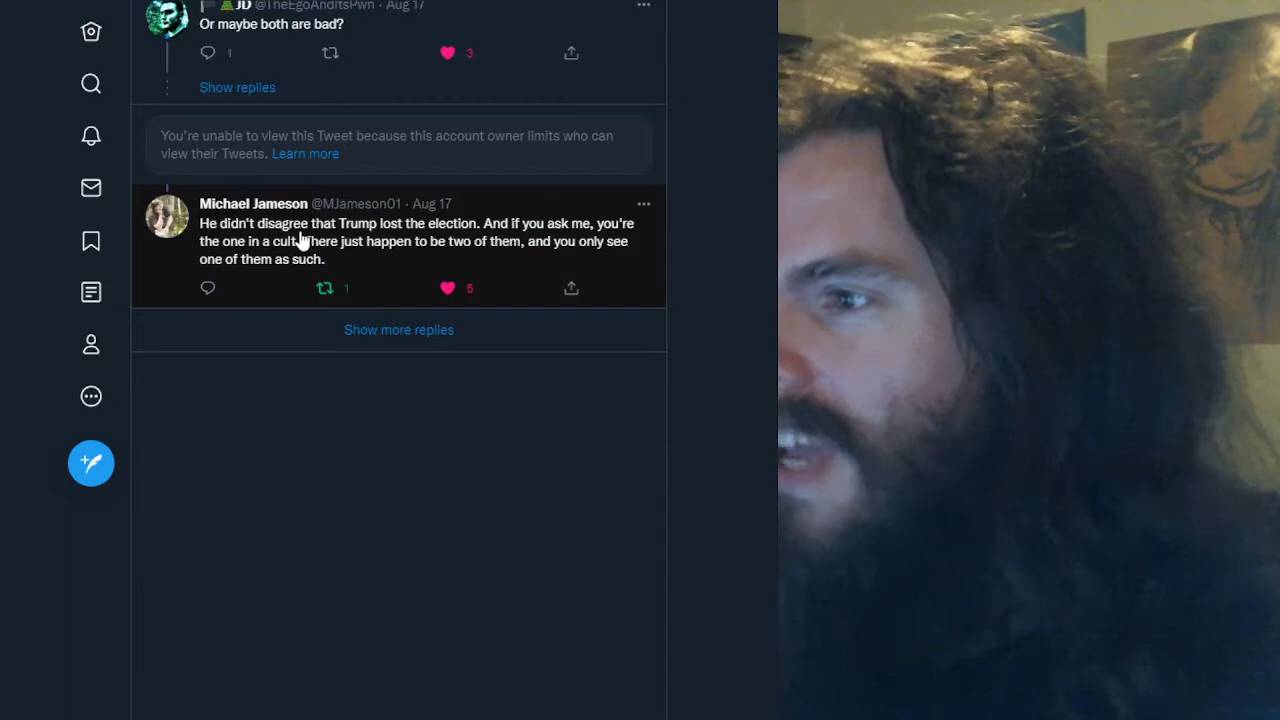 JD @TheEgoAndItsPwn · Aug 17
Or maybe both are bad?
1 3
Show replies
You're unable to view this Tweet because this account owner limits who can
view their Tweets. Learn more
Michael Jameson @MJameson01 · Aug 17
He didn't disagree that Trump lost the election. And if you ask me, you're
the one in a cult. There just happen to be two of them, and you only see
one of them as such.
1 5
Show more replies